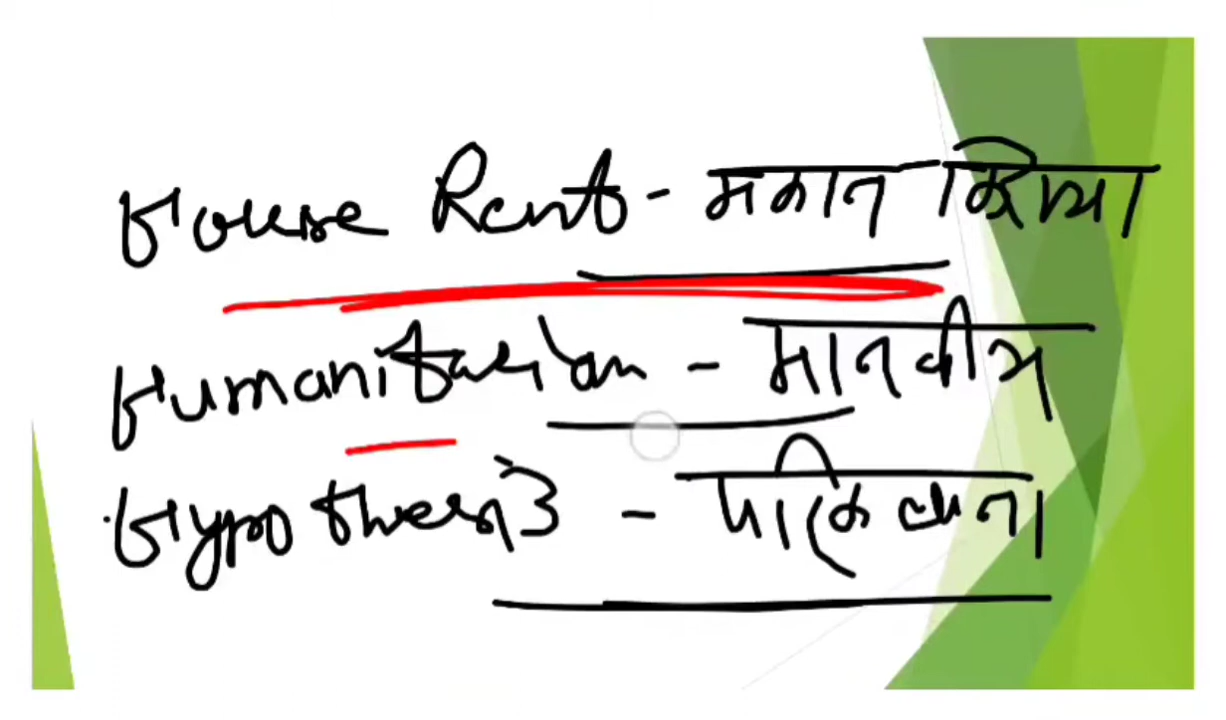 House Rent - मकान किराया
Humanitarian - मानवीय
Hypothesis - परिकल्पना